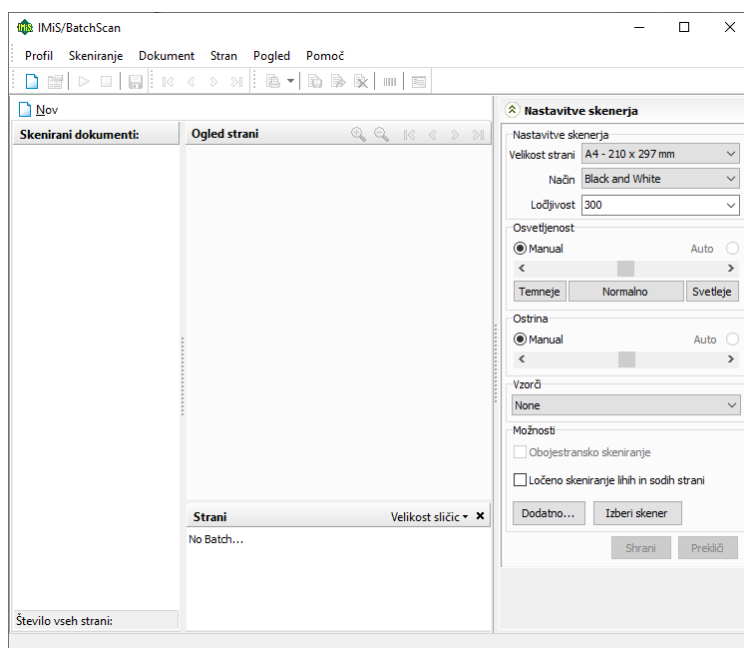 IMiS/BatchScan
Profil Skeniranje Dokument Stran Pogled Pomoč
Nov
Skenirani dokumenti:
Ogled strani
Nastavitve skenerja
Nastavitve skenerja
Velikost strani A4 - 210 x 297 mm
Način Black and White
Ločljivost 300
Osvetljenost
Manual Auto
Temneje Normalno Svetleje
Ostrina
Manual Auto
Vzorči
None
Možnosti
Obojestransko skeniranje
Ločeno skeniranje lihih in sodih strani
Dodatno... Izberi skener
Shrani Prekliči
Strani Velikost sličic
No Batch...
Število vseh strani: